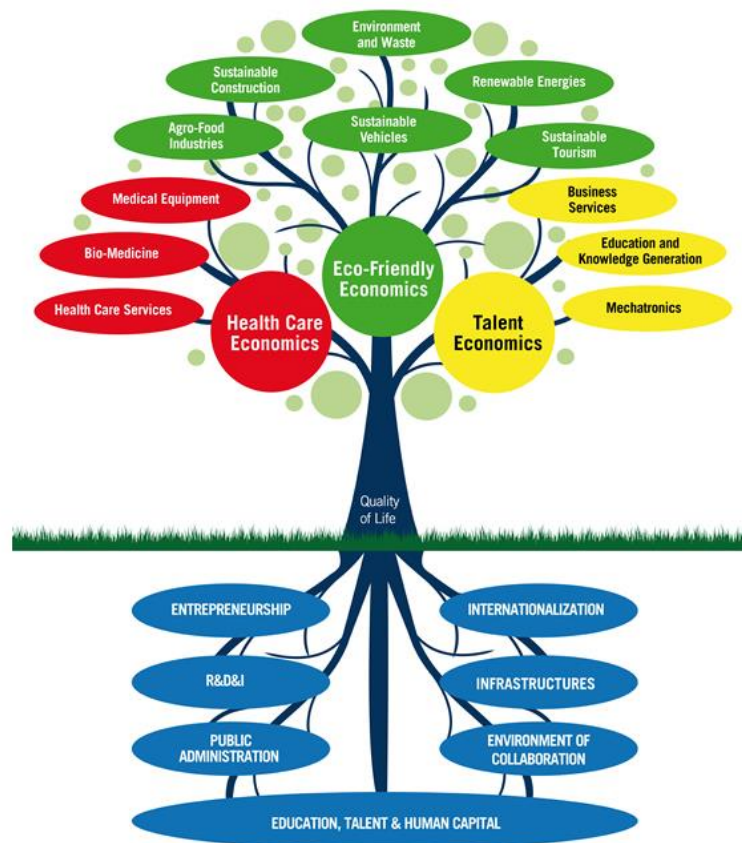 Environment
and Waste
Sustainable
Construction
Renewable Energies
Agro-Food
Industries
Sustainable
Vehicles
Sustainable
Tourism
Medical Equipment
Business
Services
Bio-Medicine
Eco-Friendly
Economics
Education and
Knowledge Generation
Health Care Services
Health Care
Economics
Talent
Economics
Mechatronics
Quality
of Life
ENTREPRENEURSHIP
INTERNATIONALIZATION
R&D&I
INFRASTRUCTURES
PUBLIC
ADMINISTRATION
ENVIRONMENT OF
COLLABORATION
EDUCATION, TALENT & HUMAN CAPITAL